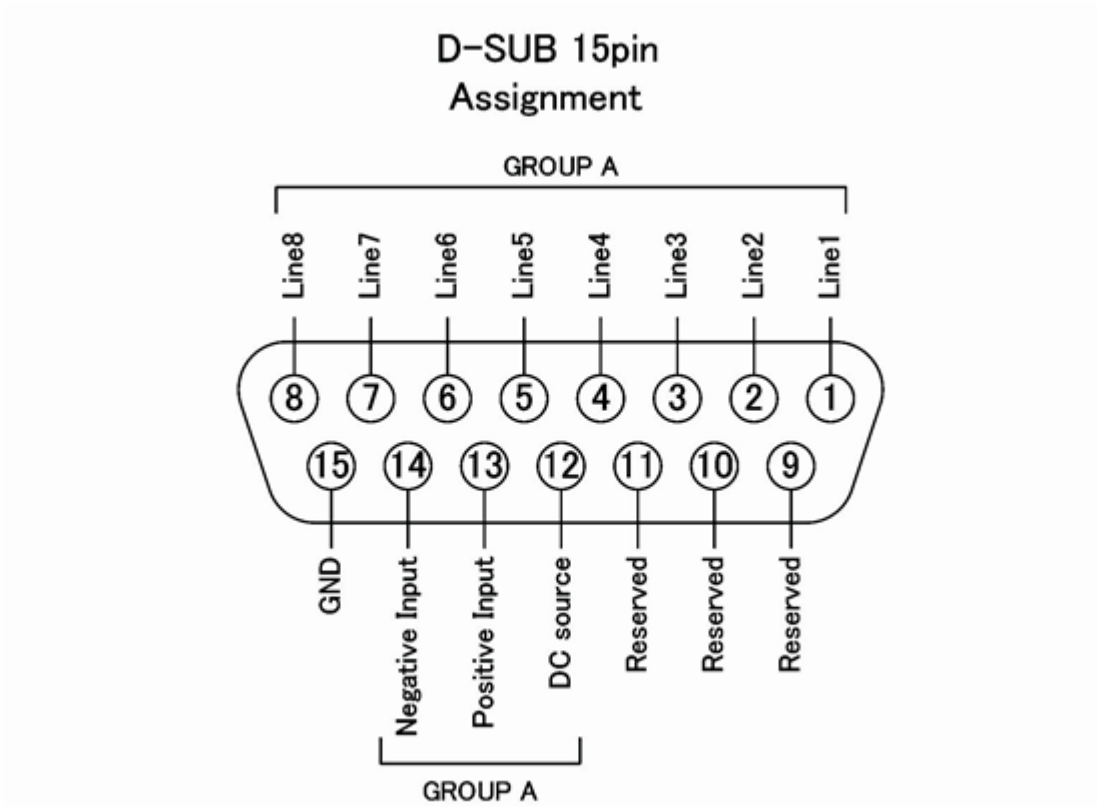 D-SUB 15pin
Assignment
GROUP A
Line8 Line7 Line6 Line5 Line4 Line3 Line2 Line1
8 7 6 5 4 3 2 1
15 14 13 12 11 10 9
GND Negative Input Positive Input DC source Reserved Reserved Reserved
GROUP A